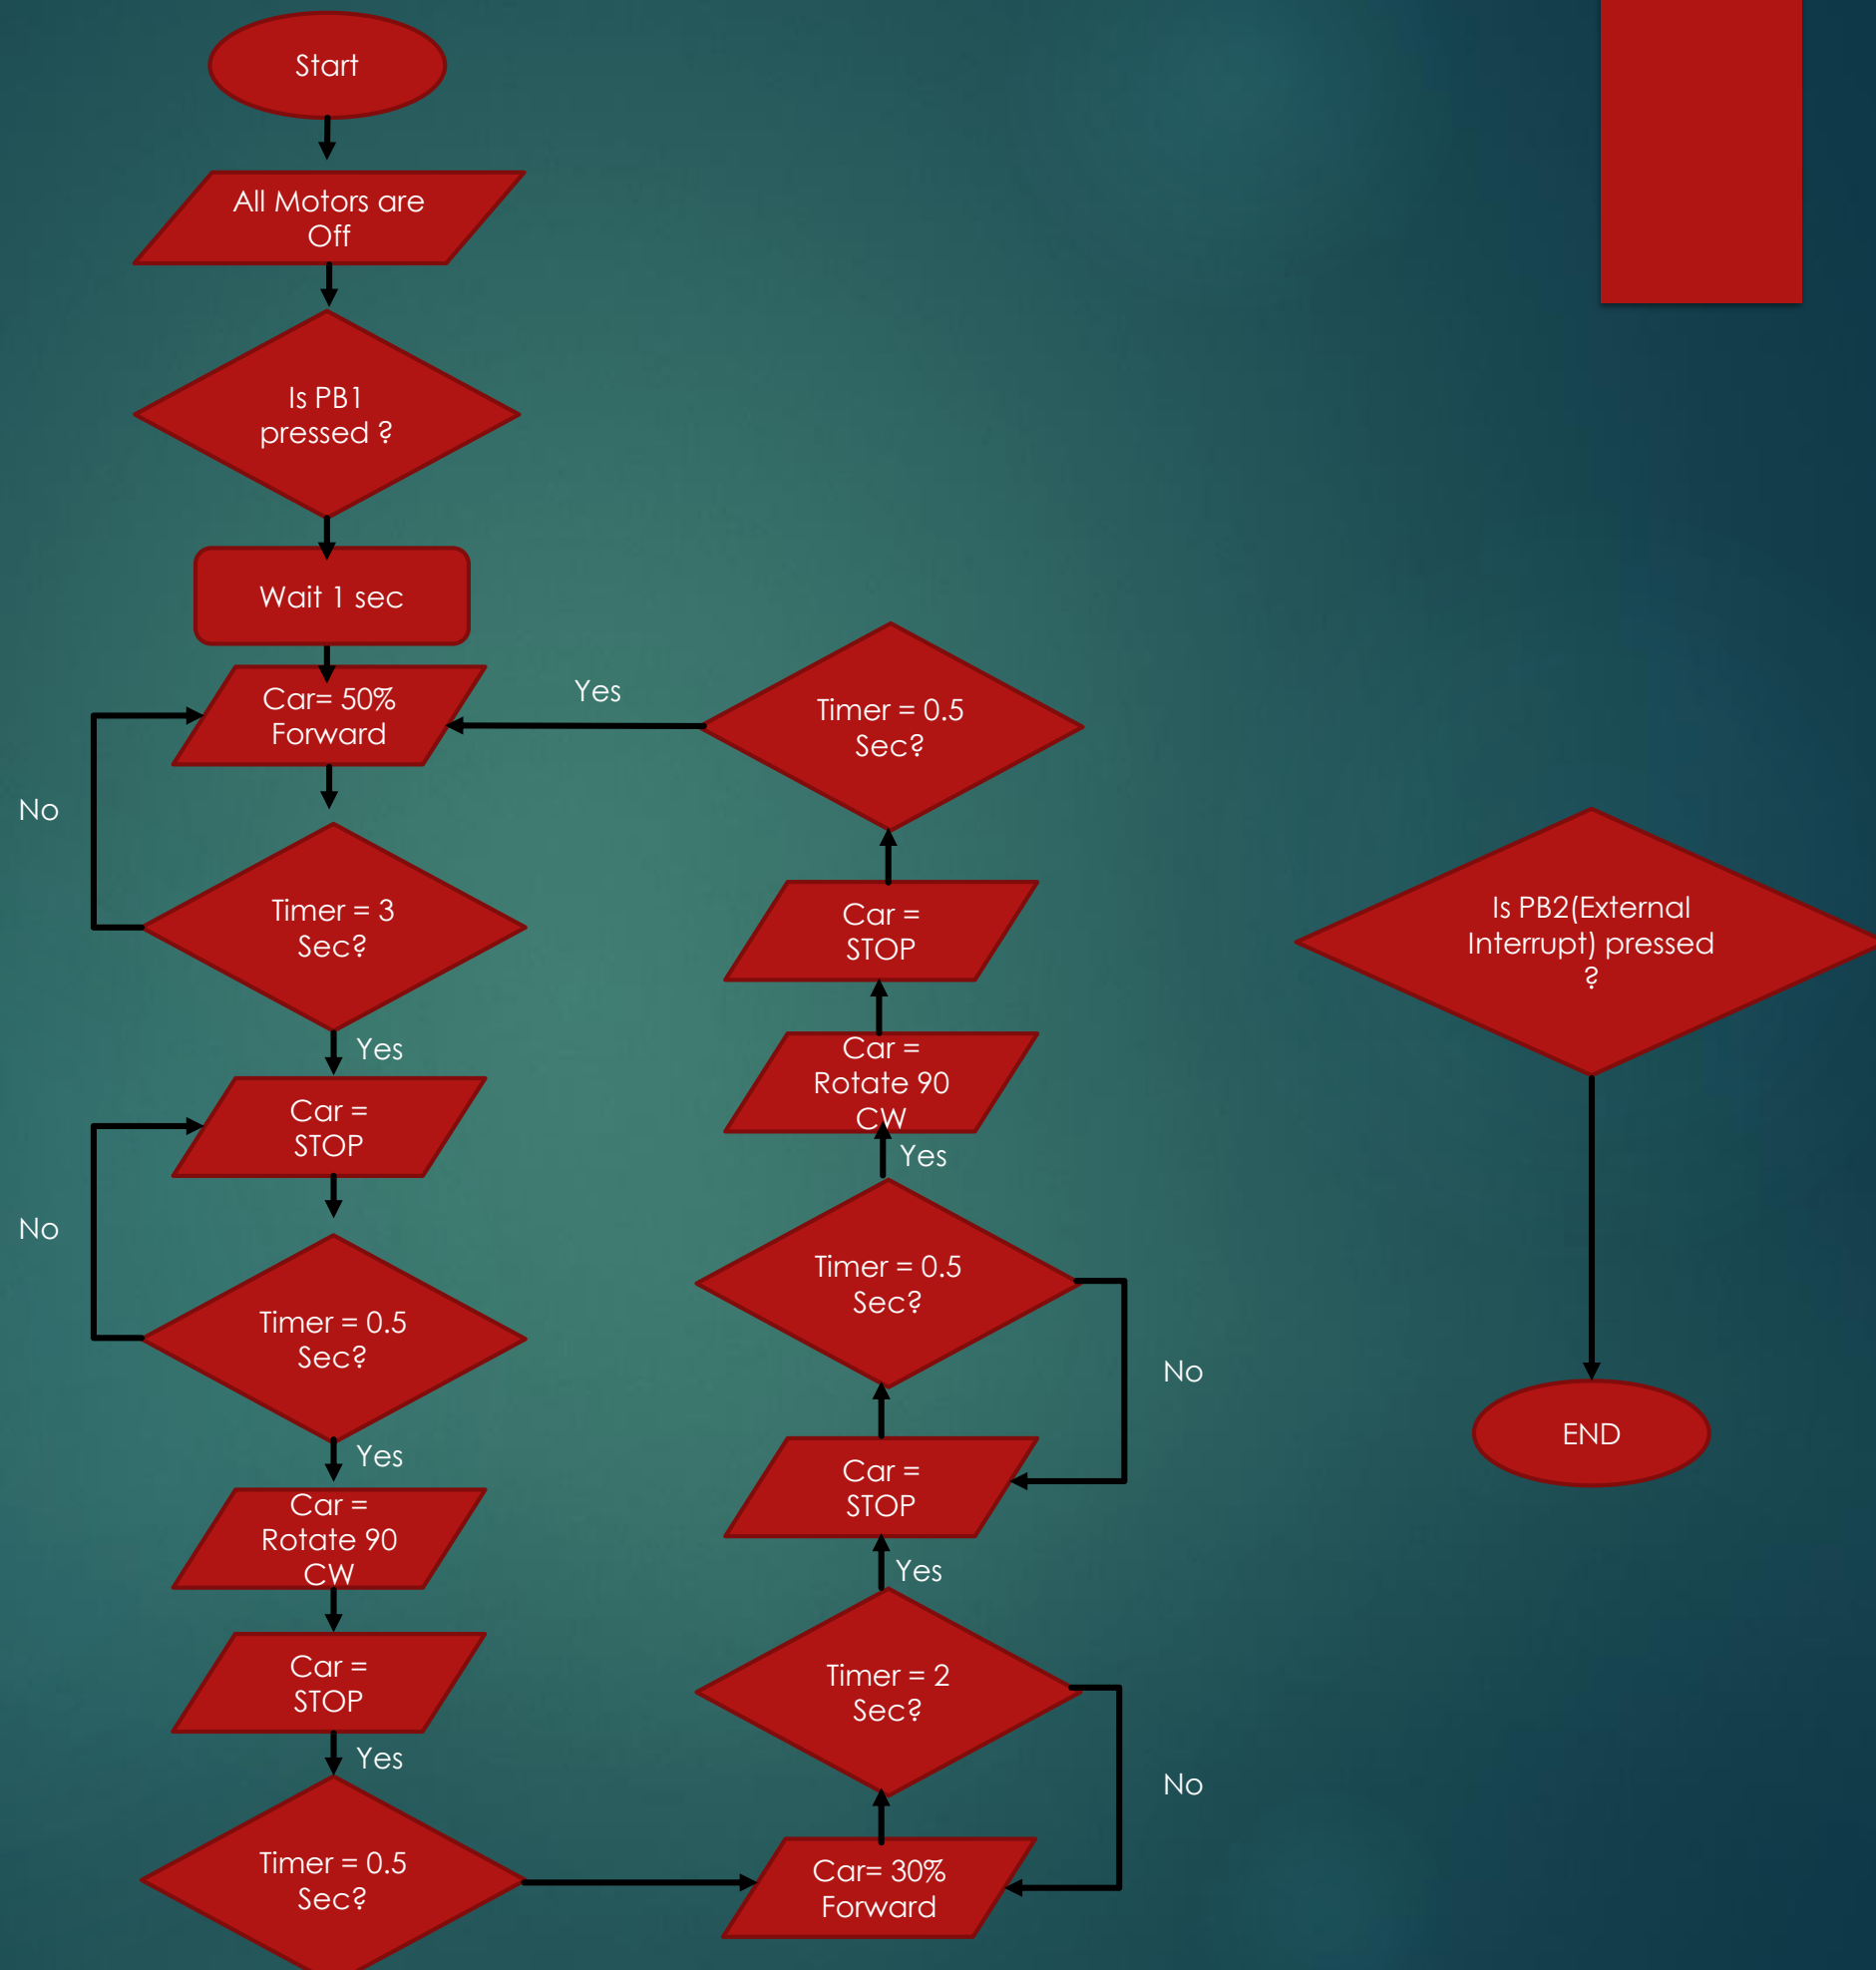 Start
All Motors are
Off
Is PB1
pressed ?
Wait 1 sec
Car= 50%
Forward
No
Timer = 3
Sec?
Yes
Car =
STOP
No
Timer = 0.5
Sec?
Yes
Car =
Rotate 90
CW
Car =
STOP
Yes
Timer = 0.5
Sec?
Car= 30%
Forward
No
Timer = 2
Sec?
Yes
Car =
STOP
No
Timer = 0.5
Sec?
Yes
Car =
Rotate 90
CW
Car =
STOP
Timer = 0.5
Sec?
Yes
Is PB2(External
Interrupt) pressed
?
END